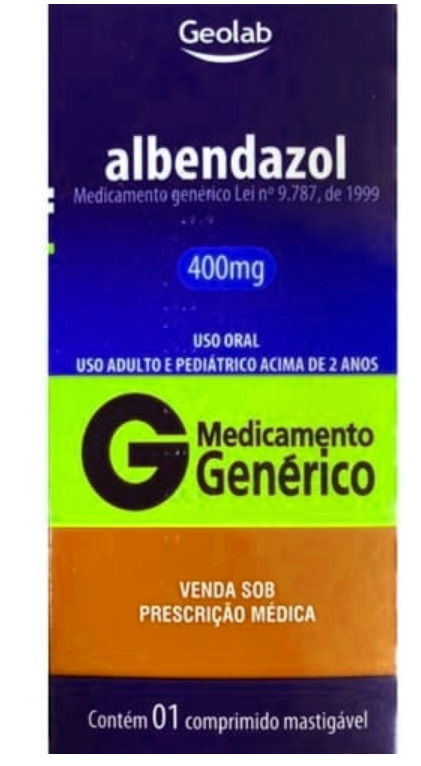 Geolab
albendazol
Medicamento genérico Lei nº 9.787, de 1999
400mg
USO ORAL
USO ADULTO E PEDIÁTRICO ACIMA DE 2 ANOS
G Medicamento
Genérico
VENDA SOB
PRESCRIÇÃO MÉDICA
Contém 01 comprimido mastigável